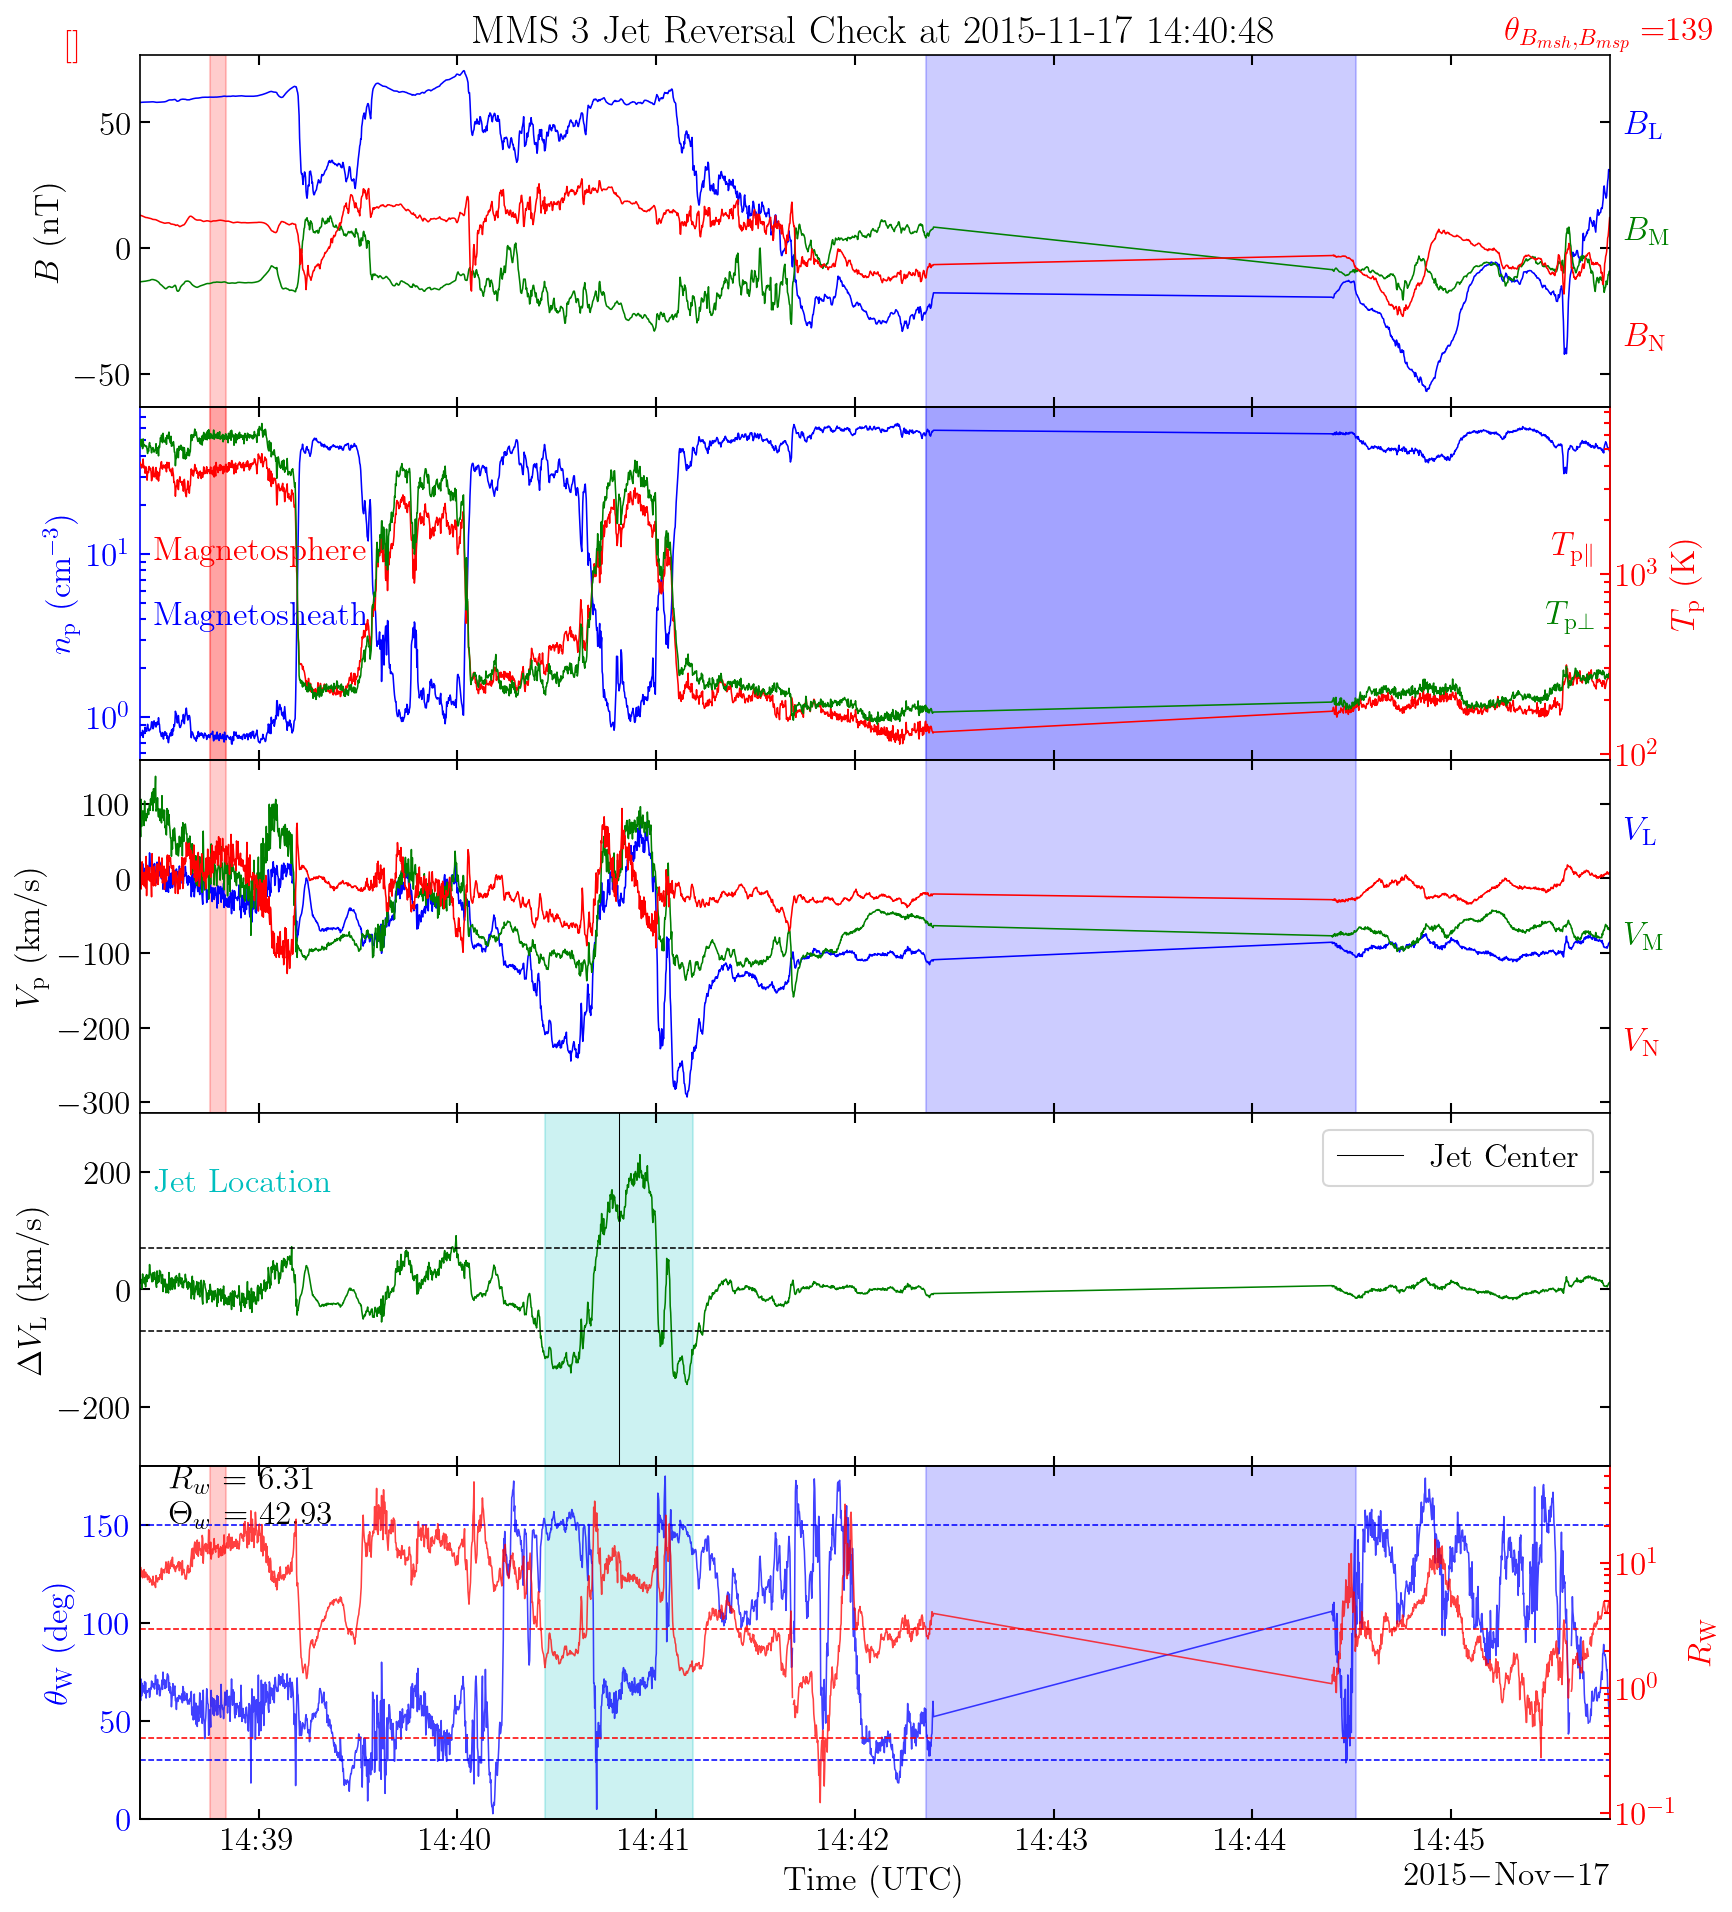 MMS 3 Jet Reversal Check at 2015-11-17 14:40:48
θ_{B_{msh},B_{msp}} =139
B (nT)
50
0
−50
B_L
B_M
B_N
n_p (cm^{−3})
10^1
10^0
Magnetosphere
Magnetosheath
T_{p∥}
T_{p⊥}
10^3
10^2
T_p (K)
V_p (km/s)
100
0
−100
−200
−300
V_L
V_M
V_N
ΔV_L (km/s)
200
0
−200
Jet Location
Jet Center
R_w = 6.31
Θ_w = 42.93
θ_W (deg)
150
100
50
0
10^1
10^0
10^{−1}
R_W
14:39 14:40 14:41 14:42 14:43 14:44 14:45
Time (UTC)
2015−Nov−17